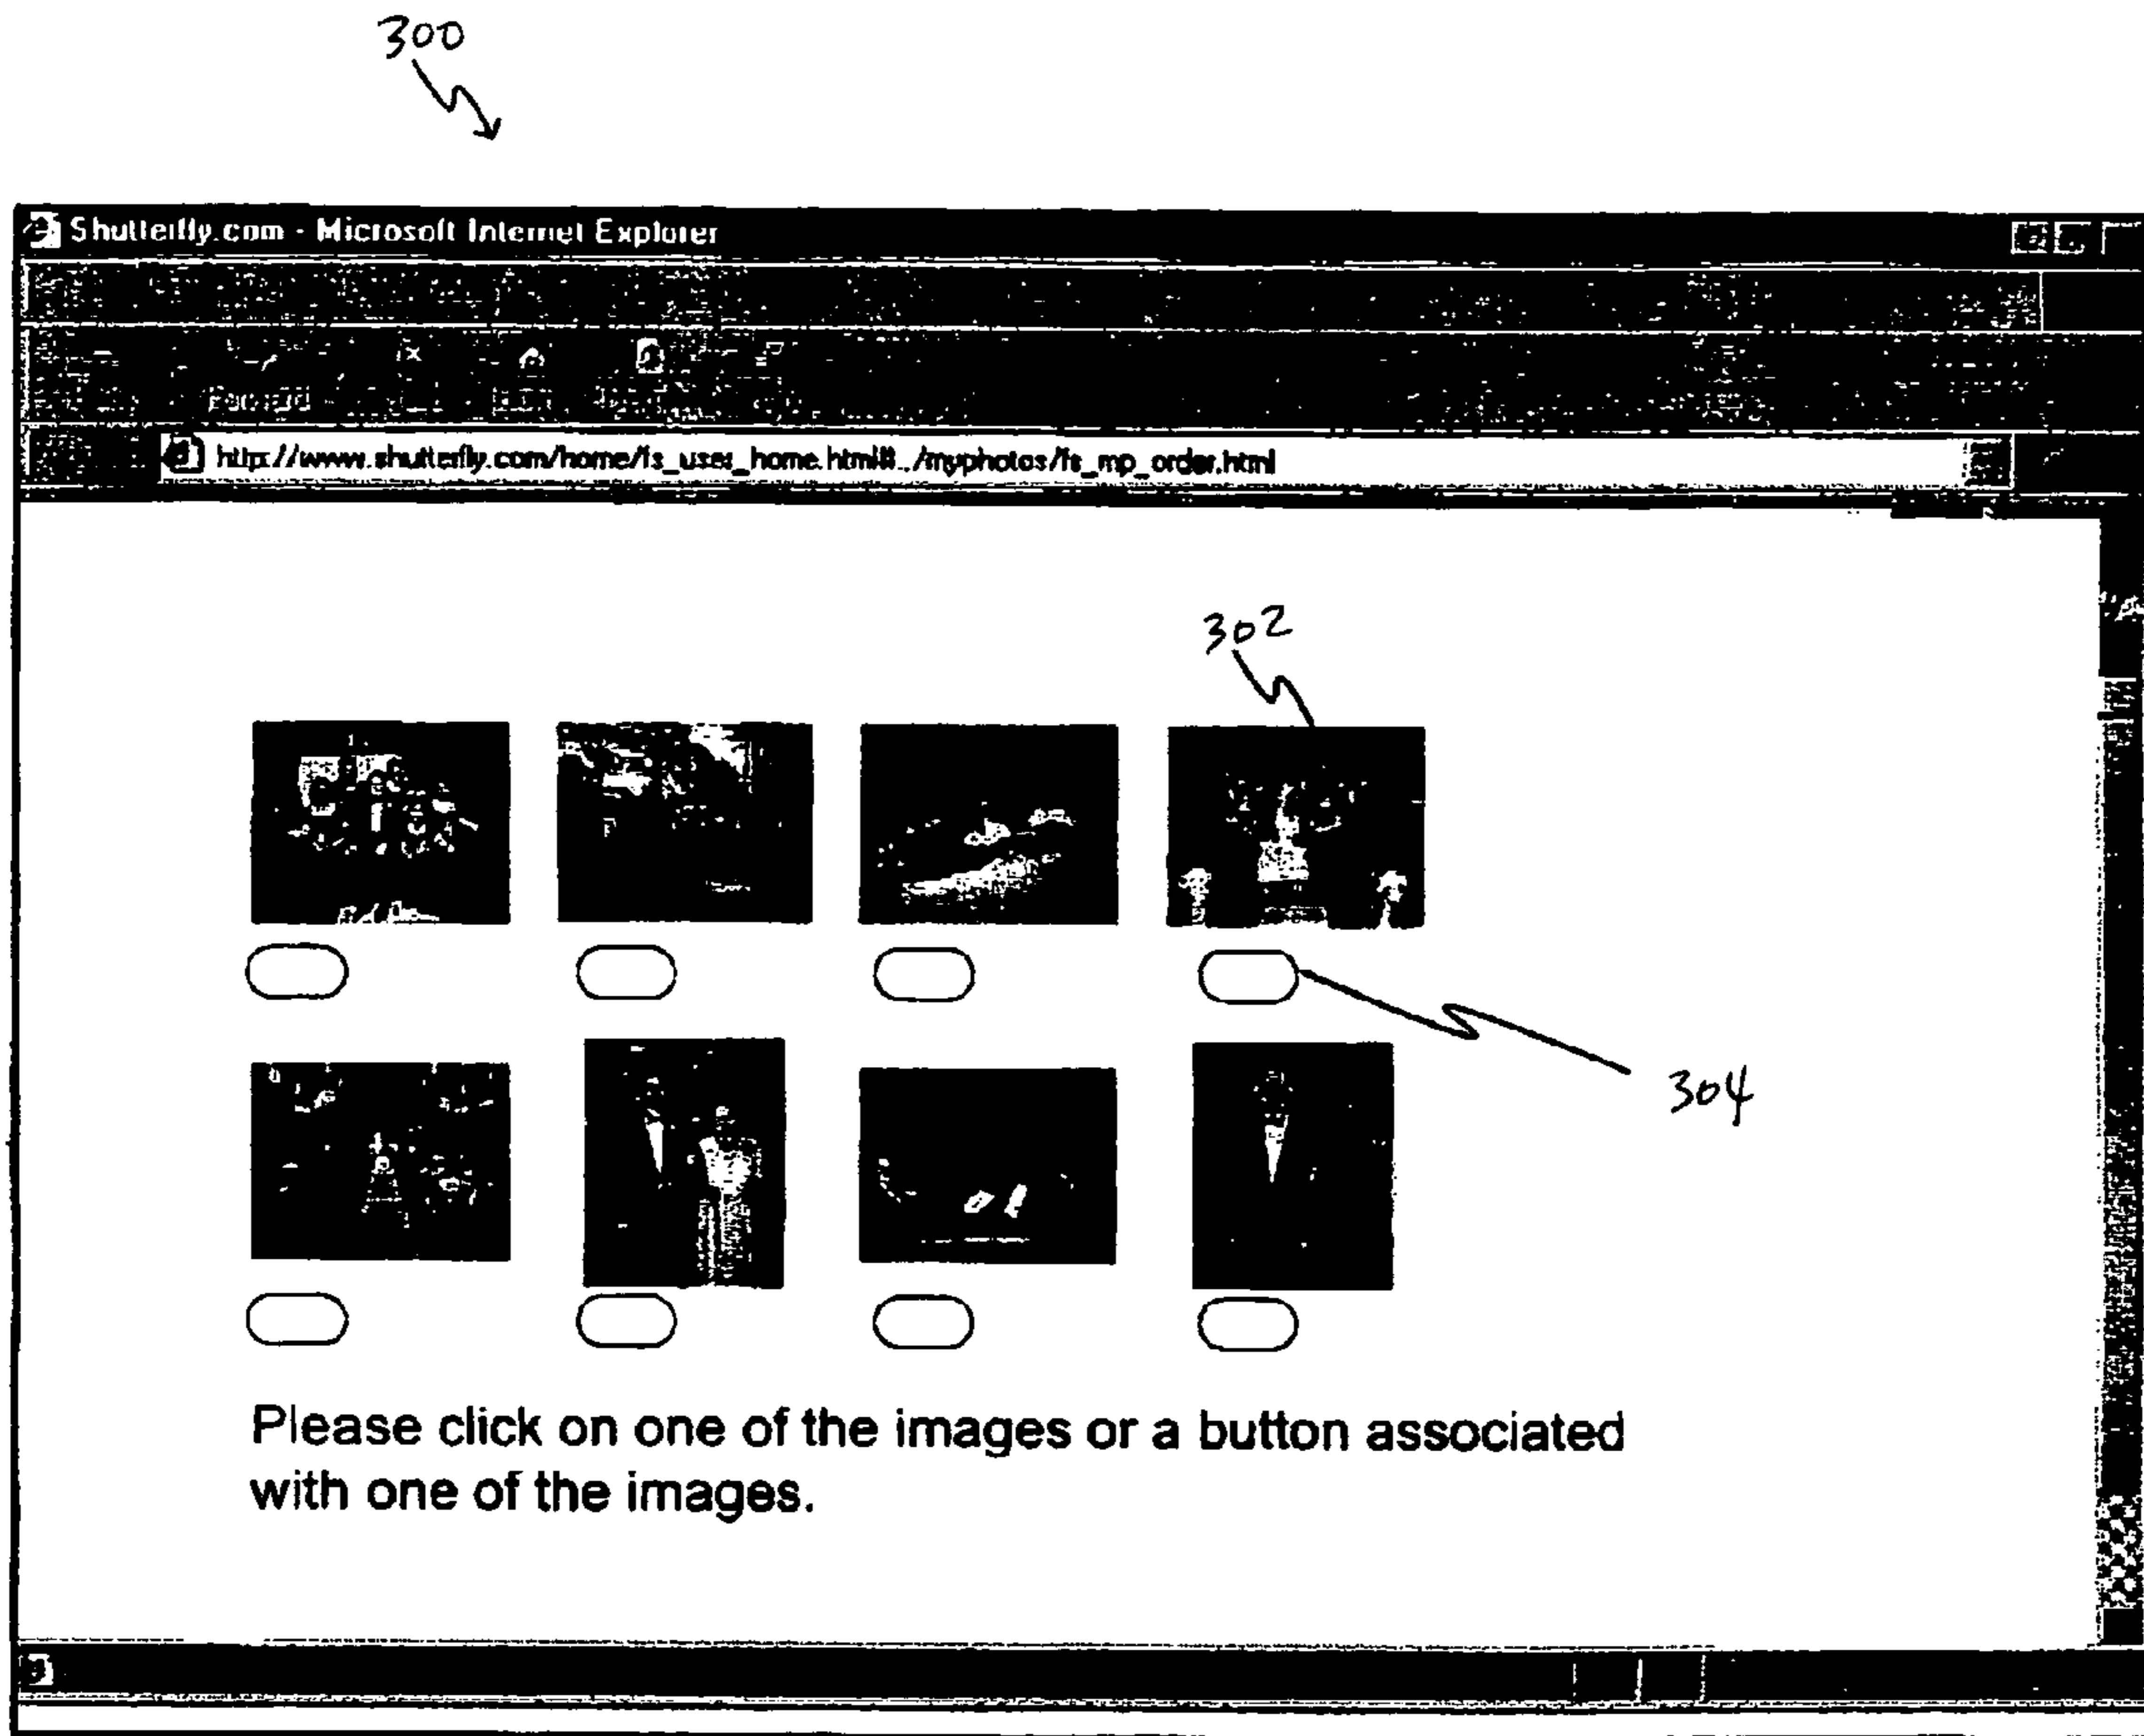 300
Shutterfly.com - Microsoft Internet Explorer
Forward
http://www.shutterfly.com/home/fs_user_home.html#../myphotos/fs_mp_order.html
302
304
Please click on one of the images or a button associated
with one of the images.